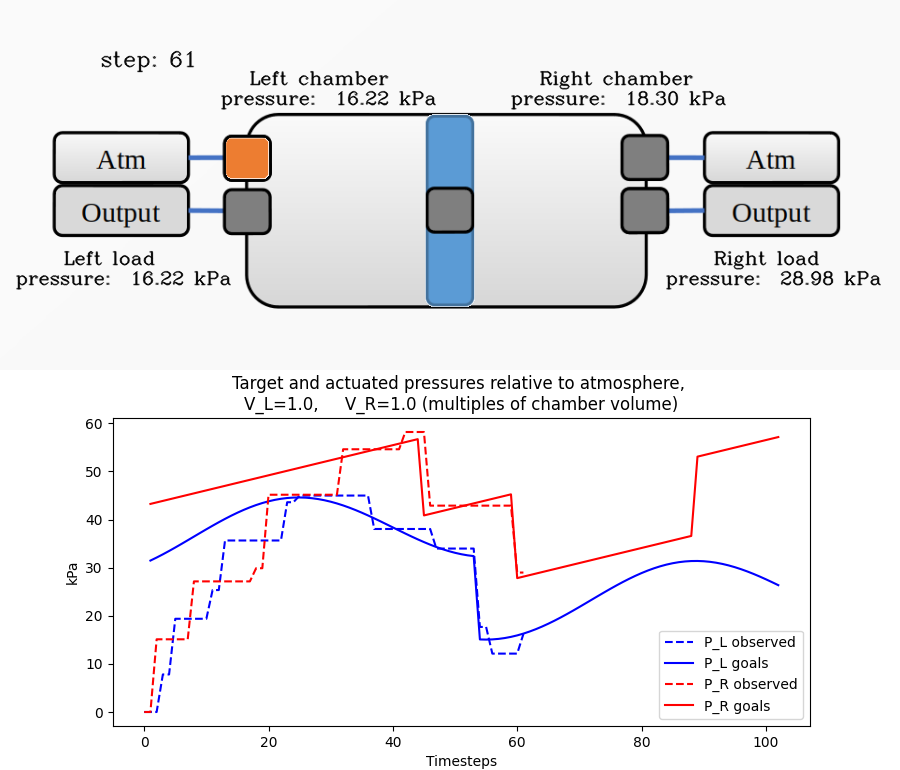 step: 61
Left chamber
pressure: 16.22 kPa
Right chamber
pressure: 18.30 kPa
Atm
Output
Atm
Output
Left load
pressure: 16.22 kPa
Right load
pressure: 28.98 kPa
Target and actuated pressures relative to atmosphere,
V_L=1.0, V_R=1.0 (multiples of chamber volume)
60
50
40
30
20
10
0
kPa
0 20 40 60 80 100
Timesteps
P_L observed
P_L goals
P_R observed
P_R goals